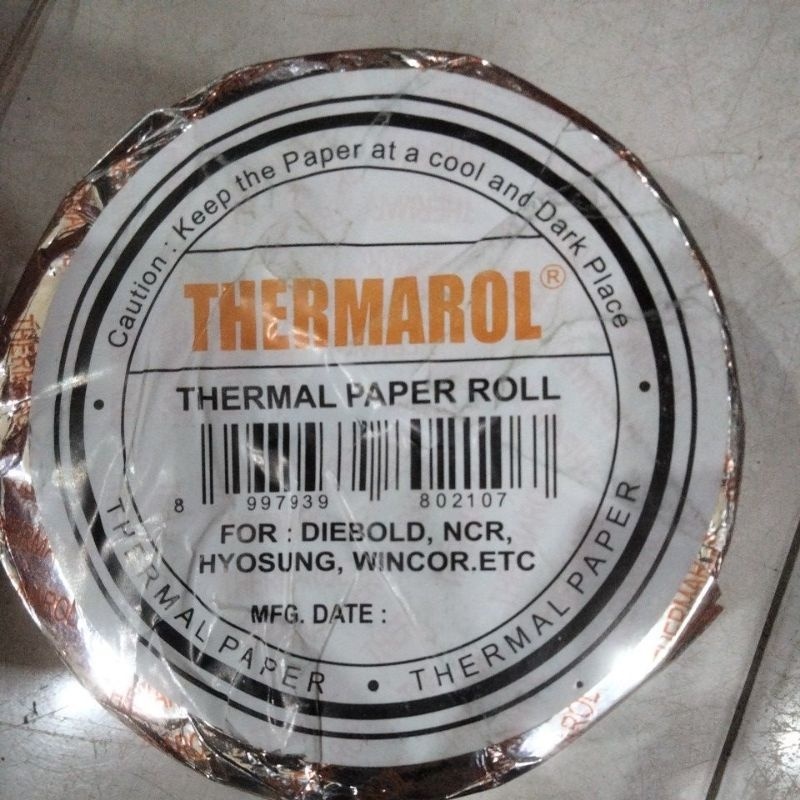 Caution : Keep the Paper at a cool and Dark Place
THERMAROL®
THERMAL PAPER ROLL
8 997939 802107
FOR : DIEBOLD, NCR,
HYOSUNG, WINCOR.ETC
MFG. DATE :
THERMAL PAPER • THERMAL PAPER